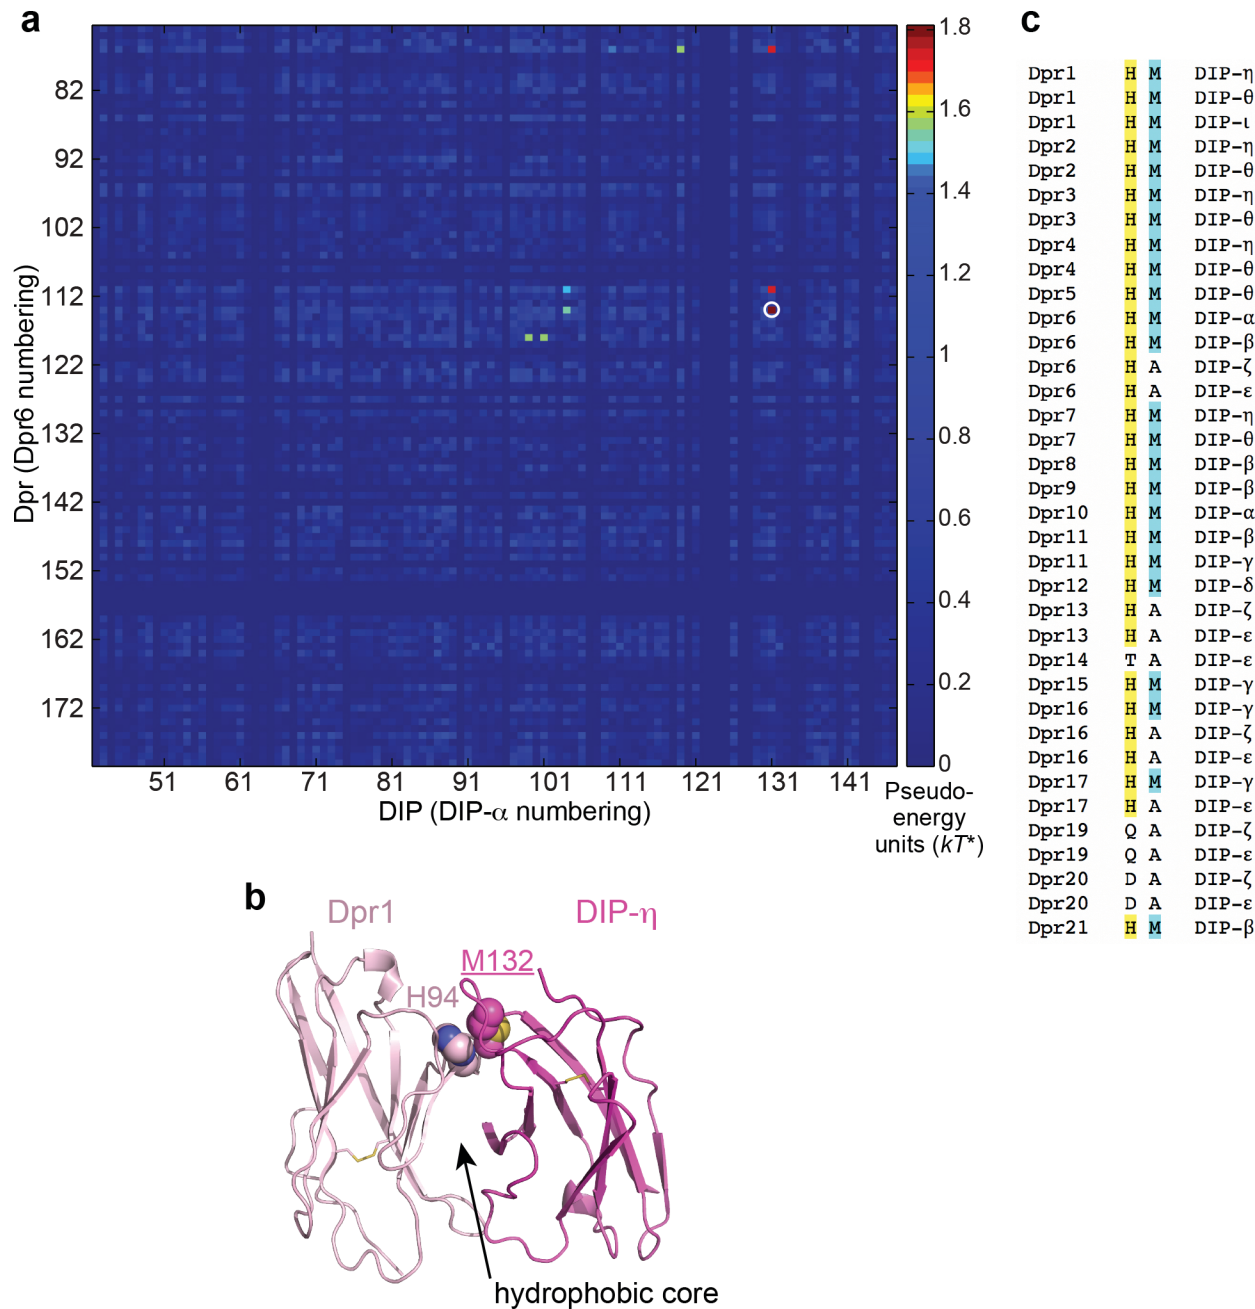 a
82
92
102
112
122
132
142
152
162
172
Dpr (Dpr6 numbering)
51 61 71 81 91 101 111 121 131 141
DIP (DIP-α numbering)
1.8
1.6
1.4
1.2
1
0.8
0.6
0.4
0.2
0
Pseudo-
energy
units (kT*)
b
Dpr1
DIP-η
M132
H94
hydrophobic core
c
Dpr1 H M DIP-η
Dpr1 H M DIP-θ
Dpr1 H M DIP-ι
Dpr2 H M DIP-η
Dpr2 H M DIP-θ
Dpr3 H M DIP-η
Dpr3 H M DIP-θ
Dpr4 H M DIP-η
Dpr4 H M DIP-θ
Dpr5 H M DIP-θ
Dpr6 H M DIP-α
Dpr6 H M DIP-β
Dpr6 H A DIP-ζ
Dpr6 H A DIP-ε
Dpr7 H M DIP-η
Dpr7 H M DIP-θ
Dpr8 H M DIP-β
Dpr9 H M DIP-β
Dpr10 H M DIP-α
Dpr11 H M DIP-β
Dpr11 H M DIP-γ
Dpr12 H M DIP-δ
Dpr13 H A DIP-ζ
Dpr13 H A DIP-ε
Dpr14 T A DIP-ε
Dpr15 H M DIP-γ
Dpr16 H M DIP-γ
Dpr16 H A DIP-ζ
Dpr16 H A DIP-ε
Dpr17 H M DIP-γ
Dpr17 H A DIP-ε
Dpr19 Q A DIP-ζ
Dpr19 Q A DIP-ε
Dpr20 D A DIP-ζ
Dpr20 D A DIP-ε
Dpr21 H M DIP-β